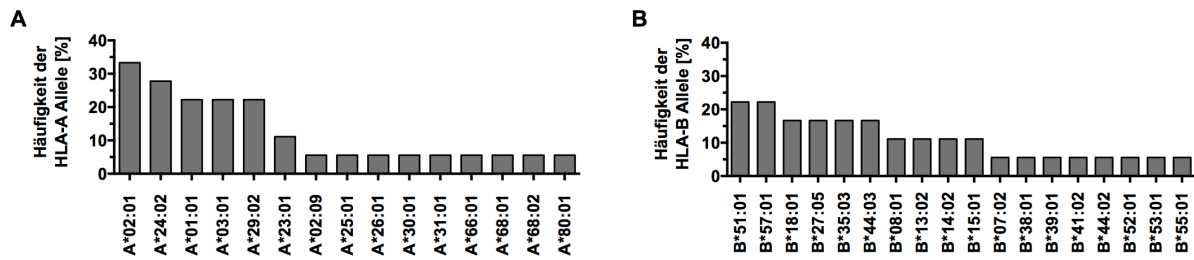 A
Häufigkeit der
HLA-A Allele [%]
40
30
20
10
0
A*02:01
A*24:02
A*01:01
A*03:01
A*29:02
A*23:01
A*02:09
A*25:01
A*26:01
A*30:01
A*31:01
A*66:01
A*68:01
A*68:02
A*80:01
B
Häufigkeit der
HLA-B Allele [%]
40
30
20
10
0
B*51:01
B*57:01
B*18:01
B*27:05
B*35:03
B*44:03
B*08:01
B*13:02
B*14:02
B*15:01
B*07:02
B*38:01
B*39:01
B*41:02
B*44:02
B*52:01
B*53:01
B*55:01